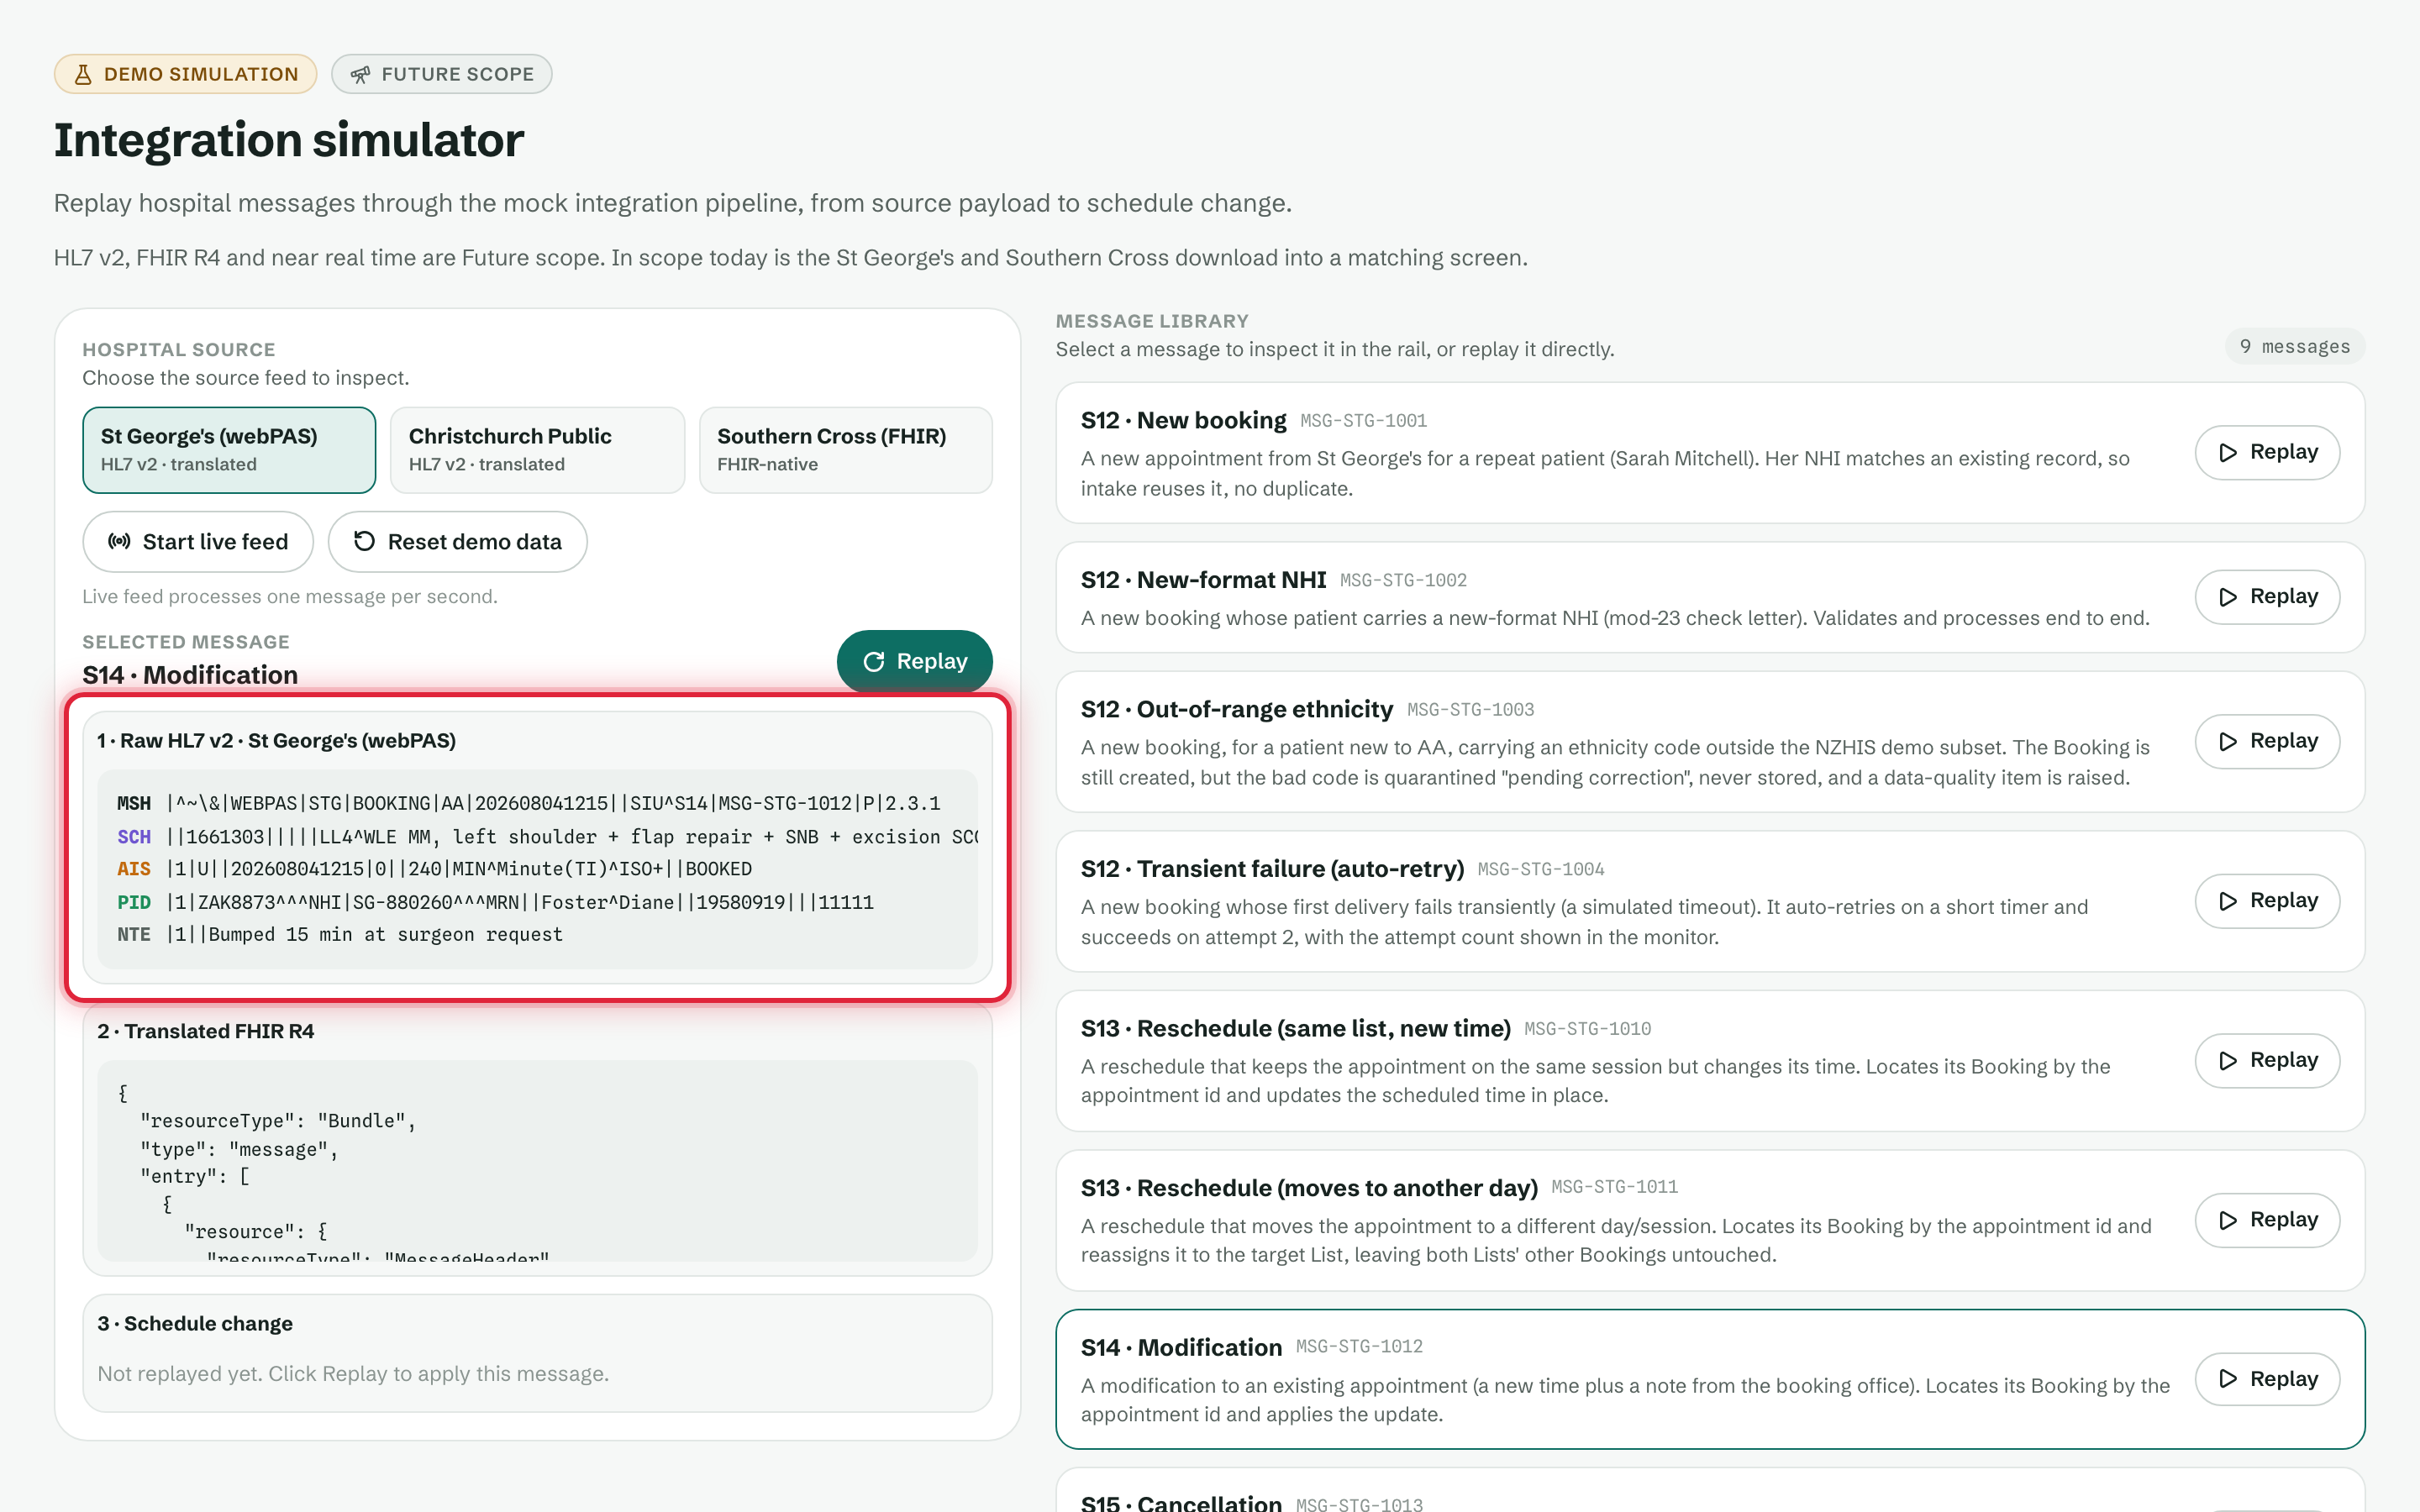 DEMO SIMULATION
FUTURE SCOPE
Integration simulator
Replay hospital messages through the mock integration pipeline, from source payload to schedule change.
HL7 v2, FHIR R4 and near real time are Future scope. In scope today is the St George's and Southern Cross download into a matching screen.
HOSPITAL SOURCE
Choose the source feed to inspect.
St George's (webPAS)
HL7 v2 · translated
Christchurch Public
HL7 v2 · translated
Southern Cross (FHIR)
FHIR-native
Start live feed
Reset demo data
Live feed processes one message per second.
SELECTED MESSAGE
S14 · Modification
Replay
1 · Raw HL7 v2 · St George's (webPAS)
MSH |^~\&|WEBPAS|STG|BOOKING|AA|202608041215||SIU^S14|MSG-STG-1012|P|2.3.1
SCH ||1661303|||||LL4^WLE MM, left shoulder + flap repair + SNB + excision SCC
AIS |1|U||202608041215|0||240|MIN^Minute(TI)^ISO+||BOOKED
PID |1|ZAK8873^^^NHI|SG-880260^^^MRN||Foster^Diane||19580919|||11111
NTE |1||Bumped 15 min at surgeon request
2 · Translated FHIR R4
{
"resourceType": "Bundle",
"type": "message",
"entry": [
{
"resource": {
"resourceType": "MessageHeader"
3 · Schedule change
Not replayed yet. Click Replay to apply this message.
MESSAGE LIBRARY
Select a message to inspect it in the rail, or replay it directly.
9 messages
S12 · New booking MSG-STG-1001
A new appointment from St George's for a repeat patient (Sarah Mitchell). Her NHI matches an existing record, so
intake reuses it, no duplicate.
Replay
S12 · New-format NHI MSG-STG-1002
A new booking whose patient carries a new-format NHI (mod-23 check letter). Validates and processes end to end.
Replay
S12 · Out-of-range ethnicity MSG-STG-1003
A new booking, for a patient new to AA, carrying an ethnicity code outside the NZHIS demo subset. The Booking is
still created, but the bad code is quarantined "pending correction", never stored, and a data-quality item is raised.
Replay
S12 · Transient failure (auto-retry) MSG-STG-1004
A new booking whose first delivery fails transiently (a simulated timeout). It auto-retries on a short timer and
succeeds on attempt 2, with the attempt count shown in the monitor.
Replay
S13 · Reschedule (same list, new time) MSG-STG-1010
A reschedule that keeps the appointment on the same session but changes its time. Locates its Booking by the
appointment id and updates the scheduled time in place.
Replay
S13 · Reschedule (moves to another day) MSG-STG-1011
A reschedule that moves the appointment to a different day/session. Locates its Booking by the appointment id and
reassigns it to the target List, leaving both Lists' other Bookings untouched.
Replay
S14 · Modification MSG-STG-1012
A modification to an existing appointment (a new time plus a note from the booking office). Locates its Booking by the
appointment id and applies the update.
Replay
S15 · Cancellation MSG-STG-1013